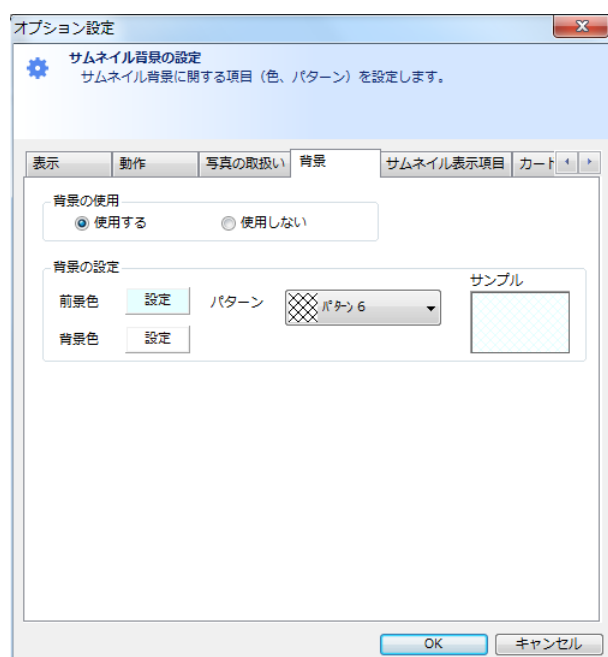 オプション設定
サムネイル背景の設定
サムネイル背景に関する項目（色、パターン）を設定します。
表示 動作 写真の取扱い 背景 サムネイル表示項目 カート
背景の使用
使用する 使用しない
背景の設定
サンプル
前景色 設定 パターン ﾊﾟﾀｰﾝ 6
背景色 設定
OK キャンセル